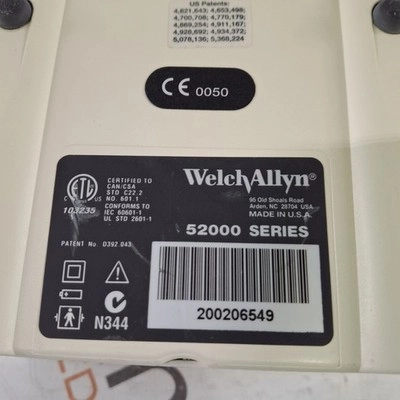 US Patents:
4,621,643; 4,653,498
4,700,708; 4,770,179
4,869,254; 4,911,167
4,928,692; 4,934,372
5,078,136; 5,368,224
CE 0050
ETL
C US
103235
CERTIFIED TO
CAN/CSA
STD C22.2
NO 601.1
CONFORMS TO
IEC 60601-1
UL STD 2601-1
WelchAllyn®
95 Old Shoals Road
Arden, NC 28704 USA
MADE IN U.S.A.
PATENT No D392.043
52000 SERIES
N344
200206549